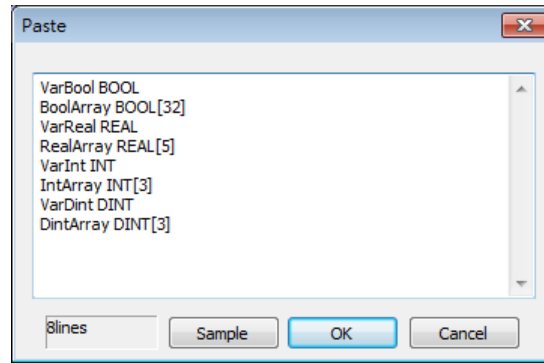 Paste
VarBool BOOL
BoolArray BOOL[32]
VarReal REAL
RealArray REAL[5]
VarInt INT
IntArray INT[3]
VarDint DINT
DintArray DINT[3]
8lines
Sample
OK
Cancel